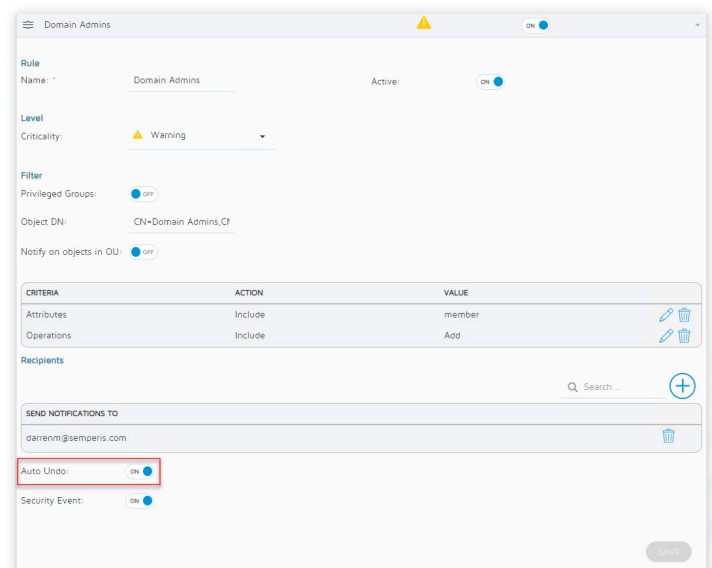 Domain Admins ON
Rule
Name: * Domain Admins Active: ON
Level
Criticality: Warning
Filter
Privileged Groups: OFF
Object DN: CN=Domain Admins,CN
Notify on objects in OU: OFF
CRITERIA ACTION VALUE
Attributes Include member
Operations Include Add
Recipients
Search...
SEND NOTIFICATIONS TO
darrenm@semperis.com
Auto Undo: ON
Security Event: ON
SAVE